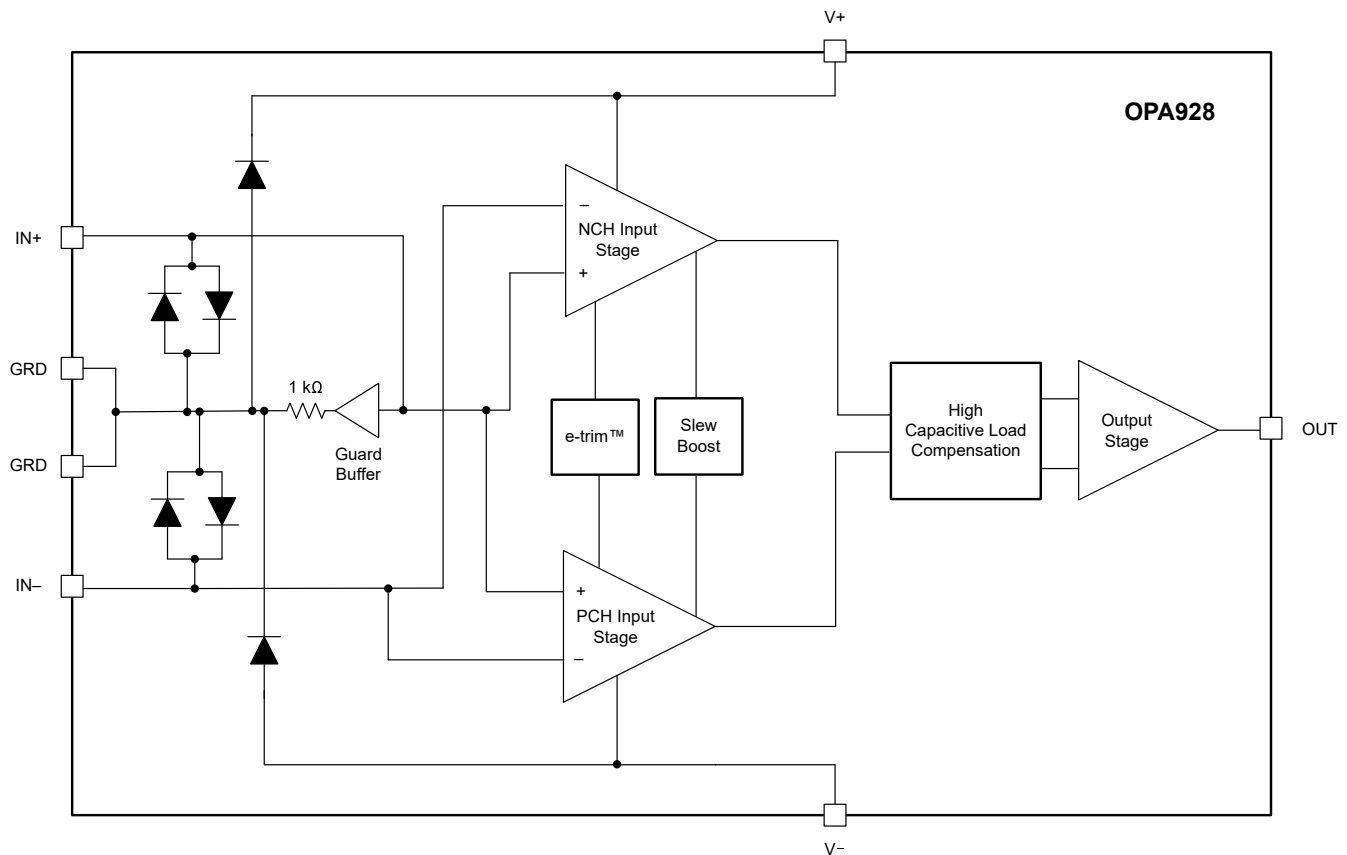 V+
OPA928
−
NCH Input
Stage
+
IN+
GRD
1 kΩ
Guard
Buffer
e-trim™
Slew
Boost
High
Capacitive Load
Compensation
Output
Stage
OUT
GRD
IN–
+
PCH Input
Stage
–
V−